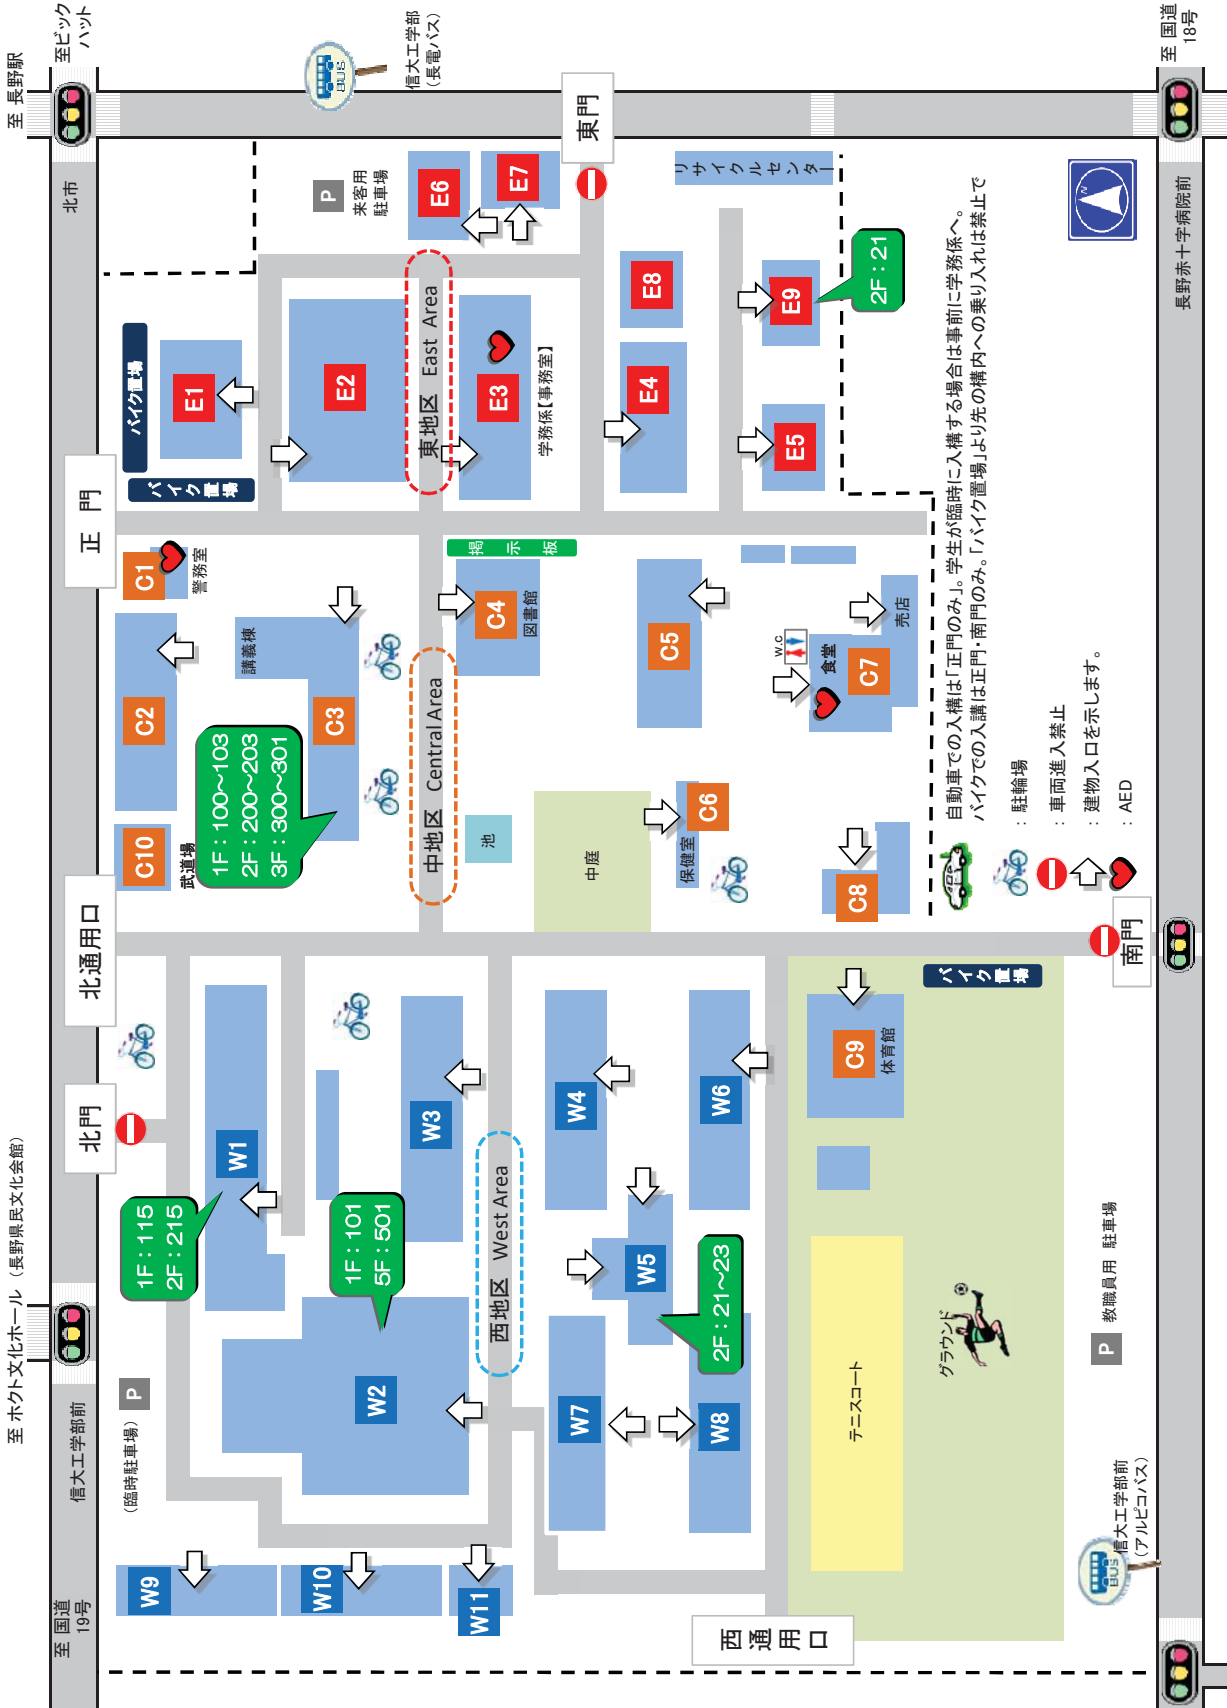 至 ホクト文化ホール（長野県民文化会館）
至 長野駅
至 国道
19号
信大工学部前
至ビック
ハット
北市
北門
北通用口
正 門
（臨時駐車場）
P
W9
W10
W11
1F：115
2F：215
W1
W2
1F：101
5F：501
W3
西地区 West Area
W4
W5
W6
W7
W8
2F：21～23
西通用口
C10
武道場
C2
C1
警務室
講義棟
C3
1F：100～103
2F：200～203
3F：300～301
中地区 Central Area
池
中庭
掲示板
C4
図書館
C5
保健室
C6
W.C
食堂
C7
売店
C8
C9
体育館
バイク置場
バイク置場
バイク置場
E1
E2
P
来客用
駐車場
東地区 East Area
E3
学務係【事務室】
E6
E7
信大工学部
（長電バス）
BUS
東門
E4
E8
E5
E9
2F：21
リサイクルセンター
テニスコート
グラウンド
P
教職員用 駐車場
BUS
信大工学部前
（アルピコバス）
自動車での入構は「正門のみ」。学生が臨時に入構する場合は事前に学務係へ。
バイクでの入講は正門・南門のみ。「バイク置場」より先の構内への乗り入れは禁止で
：駐輪場
：車両進入禁止
：建物入口を示します。
：AED
N
南門
長野赤十字病院前
至 国道
18号